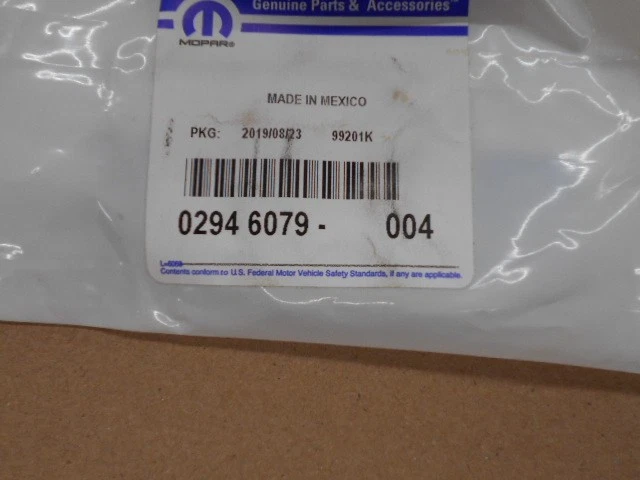 Genuine Parts & Accessories™
MOPAR®
MADE IN MEXICO
PKG: 2019/08/23 99201K
0294 6079 - 004
Contents conform to U.S. Federal Motor Vehicle Safety Standards, if any are applicable.